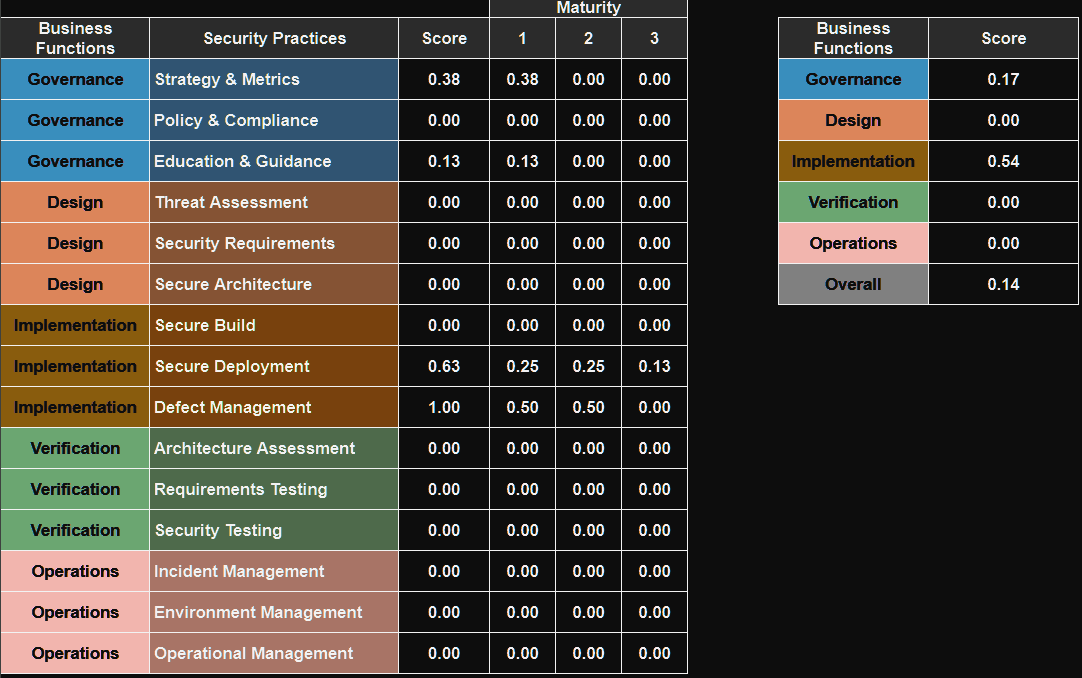 Maturity
Business Functions Security Practices Score 1 2 3
Governance Strategy & Metrics 0.38 0.38 0.00 0.00
Governance Policy & Compliance 0.00 0.00 0.00 0.00
Governance Education & Guidance 0.13 0.13 0.00 0.00
Design Threat Assessment 0.00 0.00 0.00 0.00
Design Security Requirements 0.00 0.00 0.00 0.00
Design Secure Architecture 0.00 0.00 0.00 0.00
Implementation Secure Build 0.00 0.00 0.00 0.00
Implementation Secure Deployment 0.63 0.25 0.25 0.13
Implementation Defect Management 1.00 0.50 0.50 0.00
Verification Architecture Assessment 0.00 0.00 0.00 0.00
Verification Requirements Testing 0.00 0.00 0.00 0.00
Verification Security Testing 0.00 0.00 0.00 0.00
Operations Incident Management 0.00 0.00 0.00 0.00
Operations Environment Management 0.00 0.00 0.00 0.00
Operations Operational Management 0.00 0.00 0.00 0.00
Business Functions Score
Governance 0.17
Design 0.00
Implementation 0.54
Verification 0.00
Operations 0.00
Overall 0.14